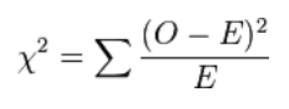 χ² = ∑ (O − E)² / E